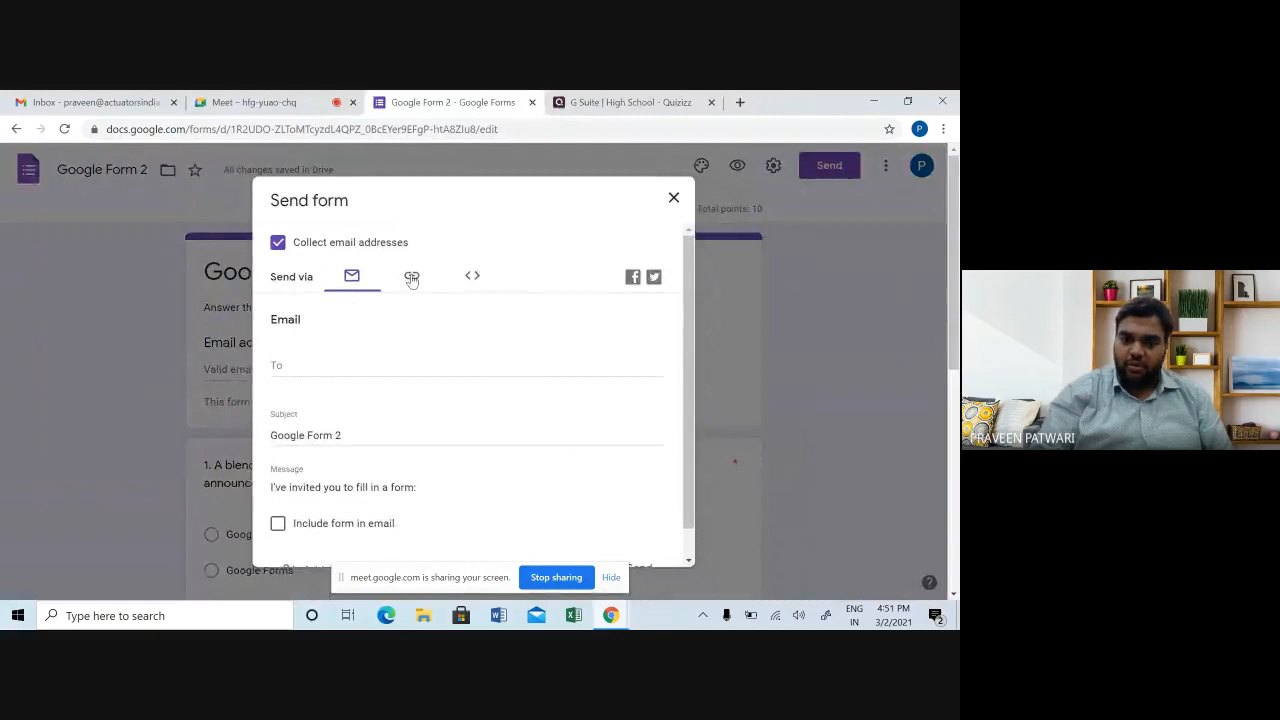 Inbox - praveen@actuatorsindia
Meet – hfg-yuao-chq
Google Form 2 - Google Forms
G Suite | High School - Quizizz
docs.google.com/forms/d/1R2UDO-ZLToMTcyzdL4QPZ_0BcEYer9EFgP-htA8ZIu8/edit
P
Google Form 2
All changes saved in Drive
Send
P
Total points: 10
Send form
Collect email addresses
Send via
Email
To
Subject
Google Form 2
Message
I've invited you to fill in a form:
Include form in email
Goo
Answer th
Email ad
Valid emai
This form
1. A blen
announc
Goog
Google Forms
meet.google.com is sharing your screen.
Stop sharing
Hide
Type here to search
ENG
IN
4:51 PM
3/2/2021
2
PRAVEEN PATWARI